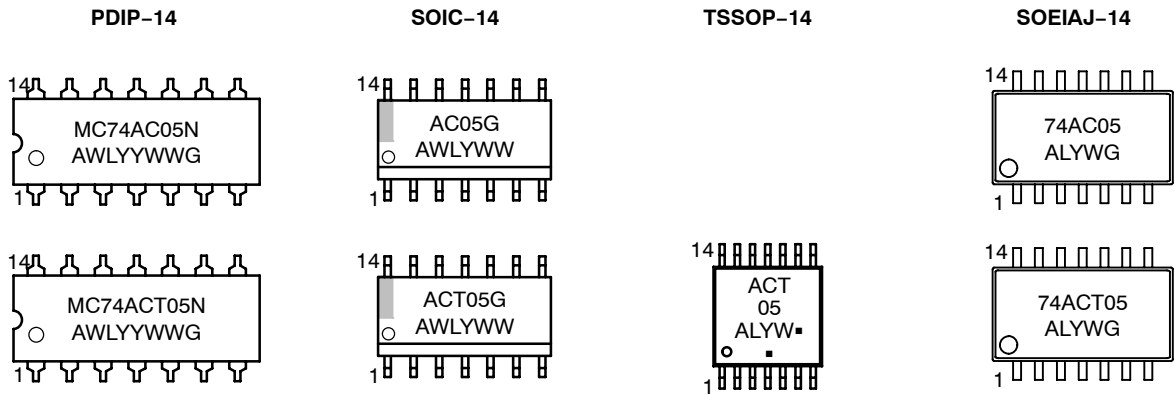 PDIP−14
SOIC−14
TSSOP−14
SOEIAJ−14
14
MC74AC05N
AWLYYWWG
1
14
AC05G
AWLYWW
1
14
74AC05
ALYWG
1
14
MC74ACT05N
AWLYYWWG
1
14
ACT05G
AWLYWW
1
14
ACT
05
ALYW▪
▪
1
14
74ACT05
ALYWG
1